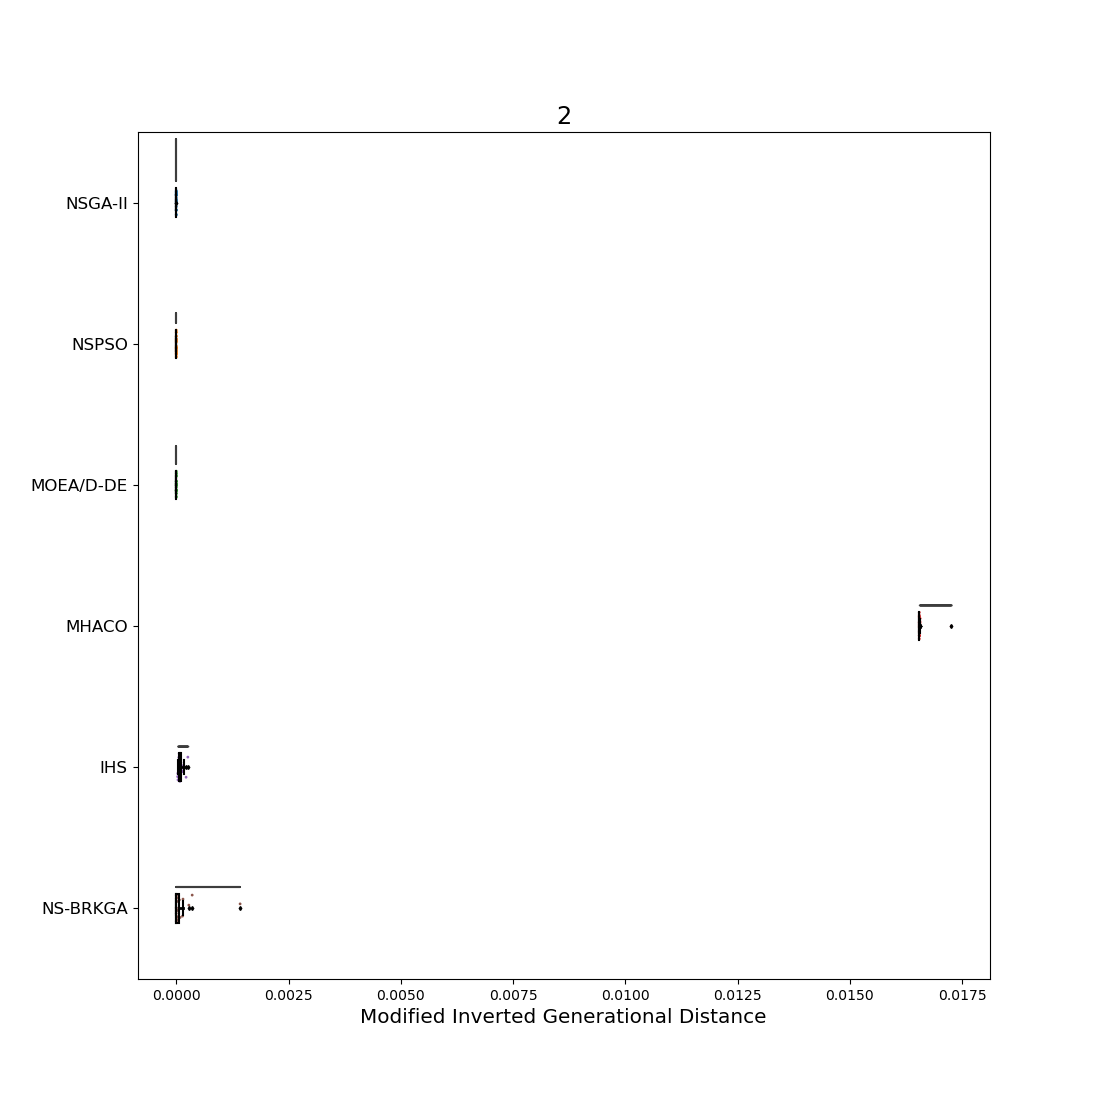 2
NSGA-II
NSPSO
MOEA/D-DE
MHACO
IHS
NS-BRKGA
0.0000 0.0025 0.0050 0.0075 0.0100 0.0125 0.0150 0.0175
Modified Inverted Generational Distance